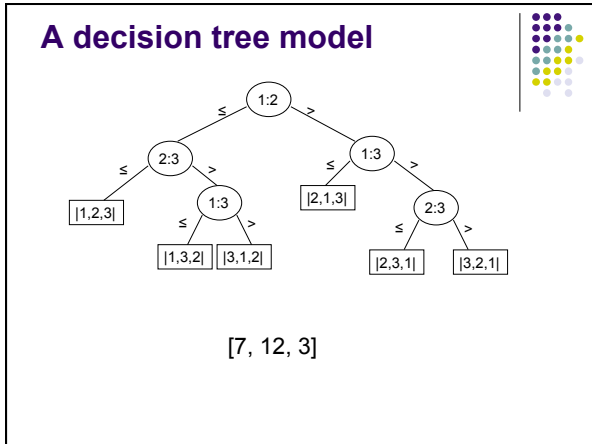 A decision tree model
1:2
≤ >
2:3 1:3
≤ > ≤ >
|1,2,3| 1:3 |2,1,3| 2:3
≤ > ≤ >
|1,3,2| |3,1,2| |2,3,1| |3,2,1|
[7, 12, 3]